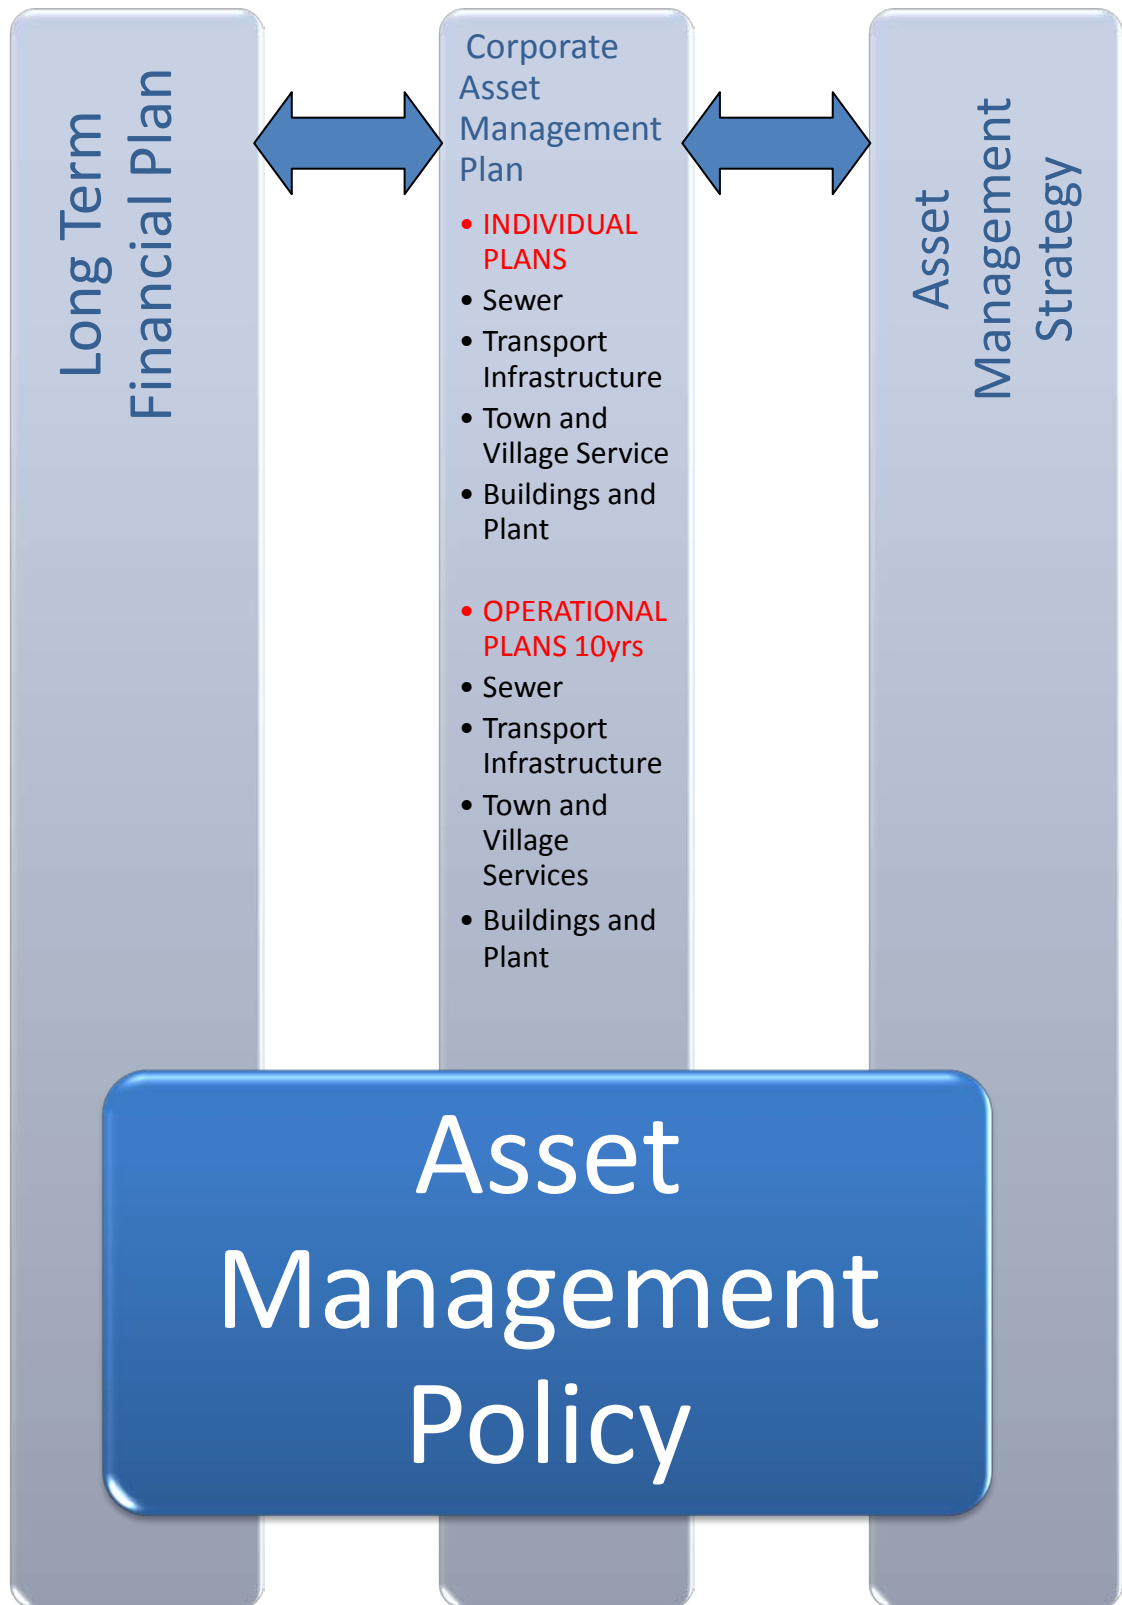 Long Term
Financial Plan
Corporate
Asset
Management
Plan
• INDIVIDUAL
PLANS
• Sewer
• Transport
Infrastructure
• Town and
Village Service
• Buildings and
Plant
• OPERATIONAL
PLANS 10yrs
• Sewer
• Transport
Infrastructure
• Town and
Village
Services
• Buildings and
Plant
Asset
Management
Strategy
Asset
Management
Policy